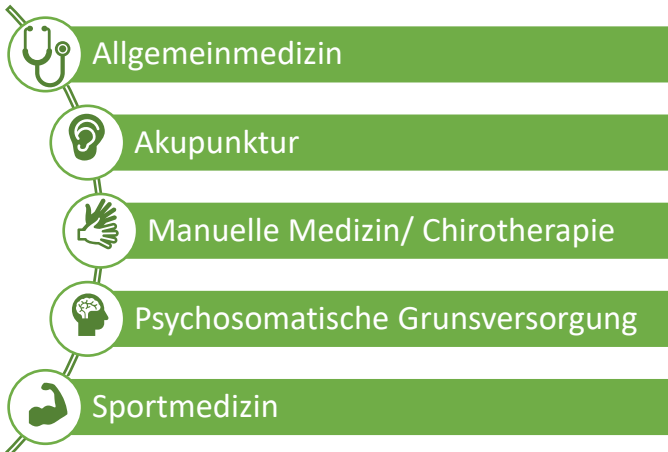 Allgemeinmedizin
Akupunktur
Manuelle Medizin/ Chirotherapie
Psychosomatische Grunsversorgung
Sportmedizin